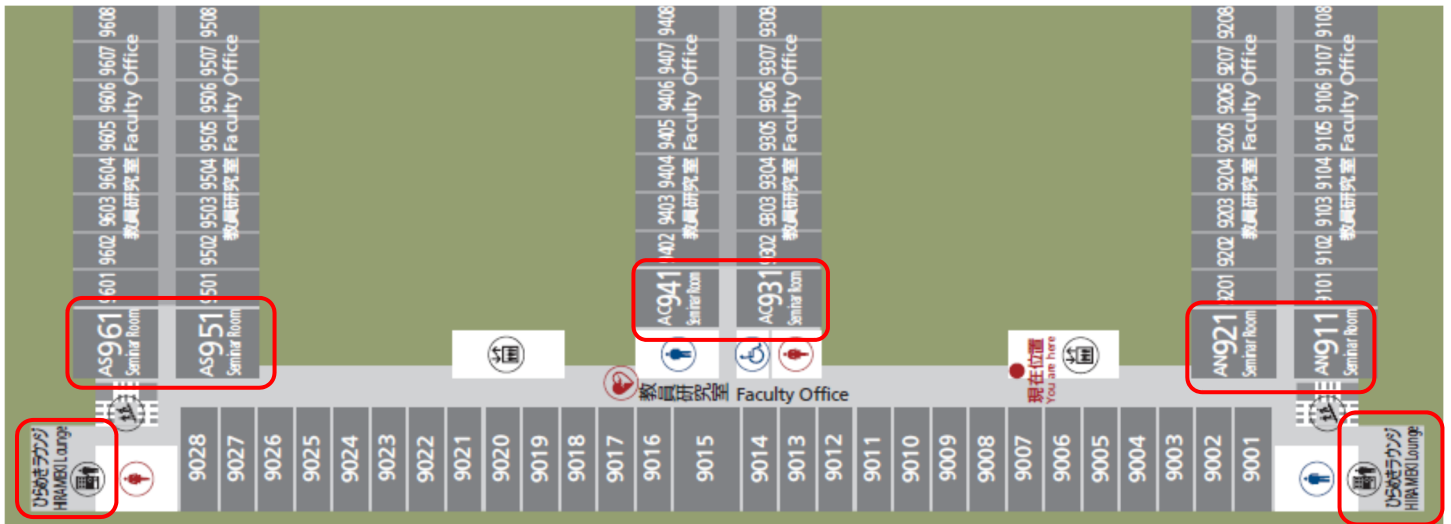 9608 9607 9606 9605 9604 9603 9602 9601
教員研究室 Faculty Office
AS961
Seminar Room
9508 9507 9506 9505 9504 9503 9502 9501
教員研究室 Faculty Office
AS951
Seminar Room
9408 9407 9406 9405 9404 9403 9402
教員研究室 Faculty Office
AC941
Seminar Room
9308 9307 9306 9305 9304 9303 9302
教員研究室 Faculty Office
AC931
Seminar Room
9208 9207 9206 9205 9204 9203 9202 9201
教員研究室 Faculty Office
AN921
Seminar Room
9108 9107 9106 9105 9104 9103 9102 9101
教員研究室 Faculty Office
AN911
Seminar Room
現在位置
You are here
教員研究室 Faculty Office
ひらめきラウンジ
HIRAMEKI Lounge
9028 9027 9026 9025 9024 9023 9022 9021 9020 9019 9018 9017 9016 9015 9014 9013 9012 9011 9010 9009 9008 9007 9006 9005 9004 9003 9002 9001
ひらめきラウンジ
HIRAMEKI Lounge